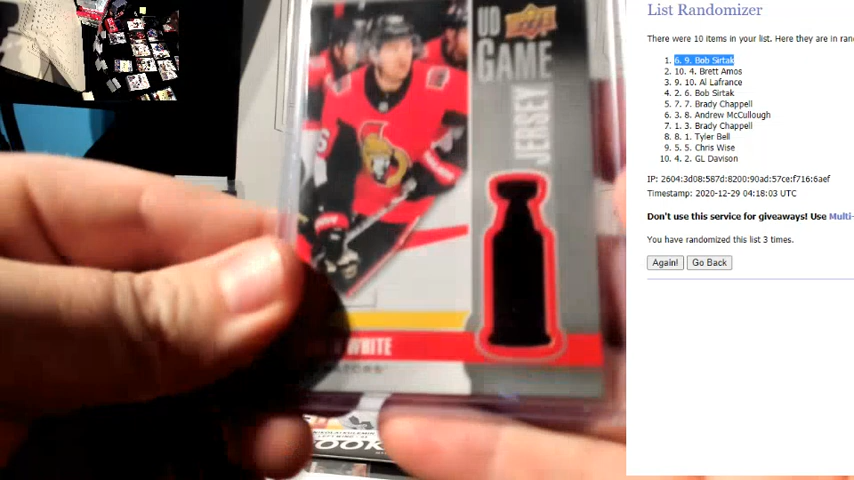 UD
UPPER DECK
GAME
JERSEY
WHITE
List Randomizer
There were 10 items in your list. Here they are in ran
1. 6. 9. Bob Sirtak
2. 10. 4. Brett Amos
3. 9. 10. Al Lafrance
4. 2. 6. Bob Sirtak
5. 7. 7. Brady Chappell
6. 3. 8. Andrew McCullough
7. 1. 3. Brady Chappell
8. 8. 1. Tyler Bell
9. 5. 5. Chris Wise
10. 4. 2. GL Davison
IP: 2604:3d08:587d:8200:90ad:57ce:f716:6aef
Timestamp: 2020-12-29 04:18:03 UTC
Don't use this service for giveaways! Use Multi-
You have randomized this list 3 times.
Again! Go Back